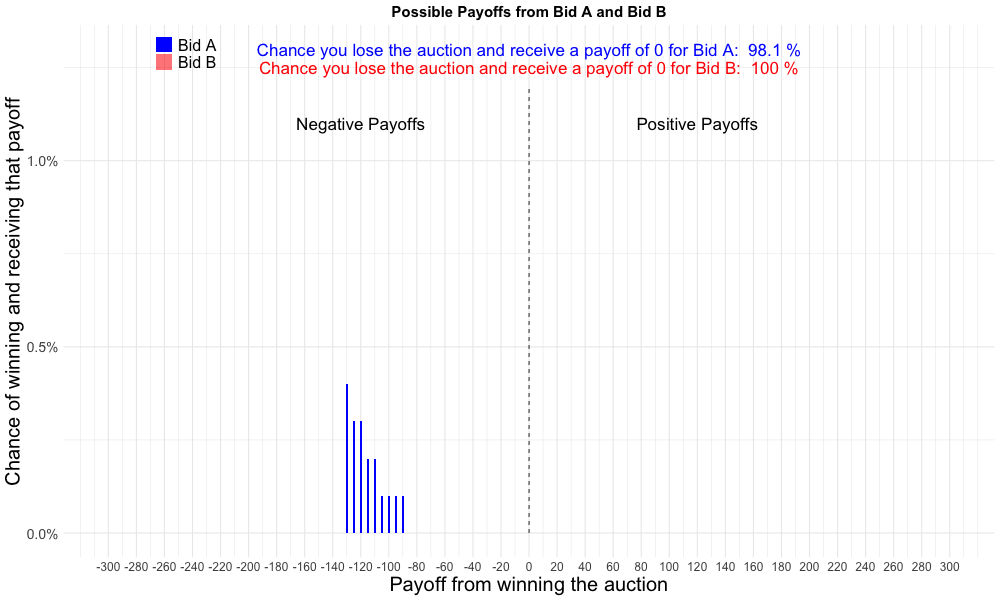 Possible Payoffs from Bid A and Bid B
Bid A
Bid B
Chance you lose the auction and receive a payoff of 0 for Bid A: 98.1 %
Chance you lose the auction and receive a payoff of 0 for Bid B: 100 %
Negative Payoffs
Positive Payoffs
Chance of winning and receiving that payoff
1.0%
0.5%
0.0%
-300 -280 -260 -240 -220 -200 -180 -160 -140 -120 -100 -80 -60 -40 -20 0 20 40 60 80 100 120 140 160 180 200 220 240 260 280 300
Payoff from winning the auction